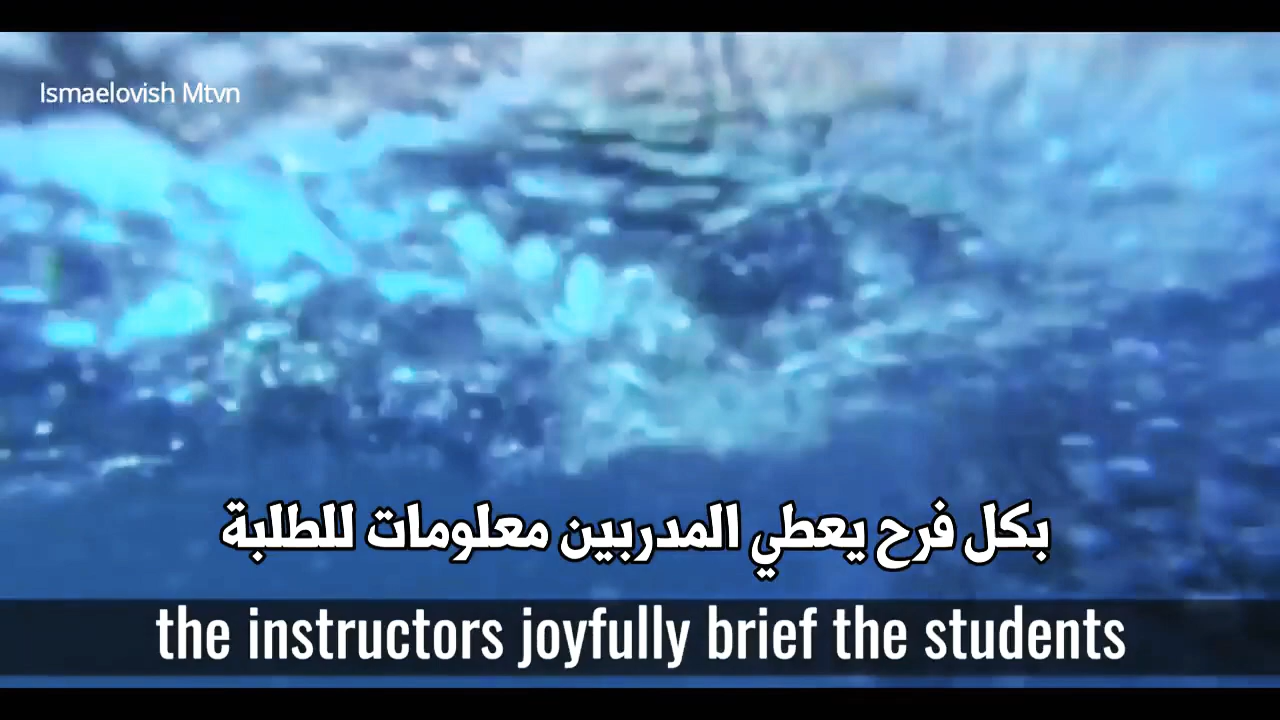 Ismaelovish Mtvn
بكل فرح يعطي المدربين معلومات للطلبة
the instructors joyfully brief the students